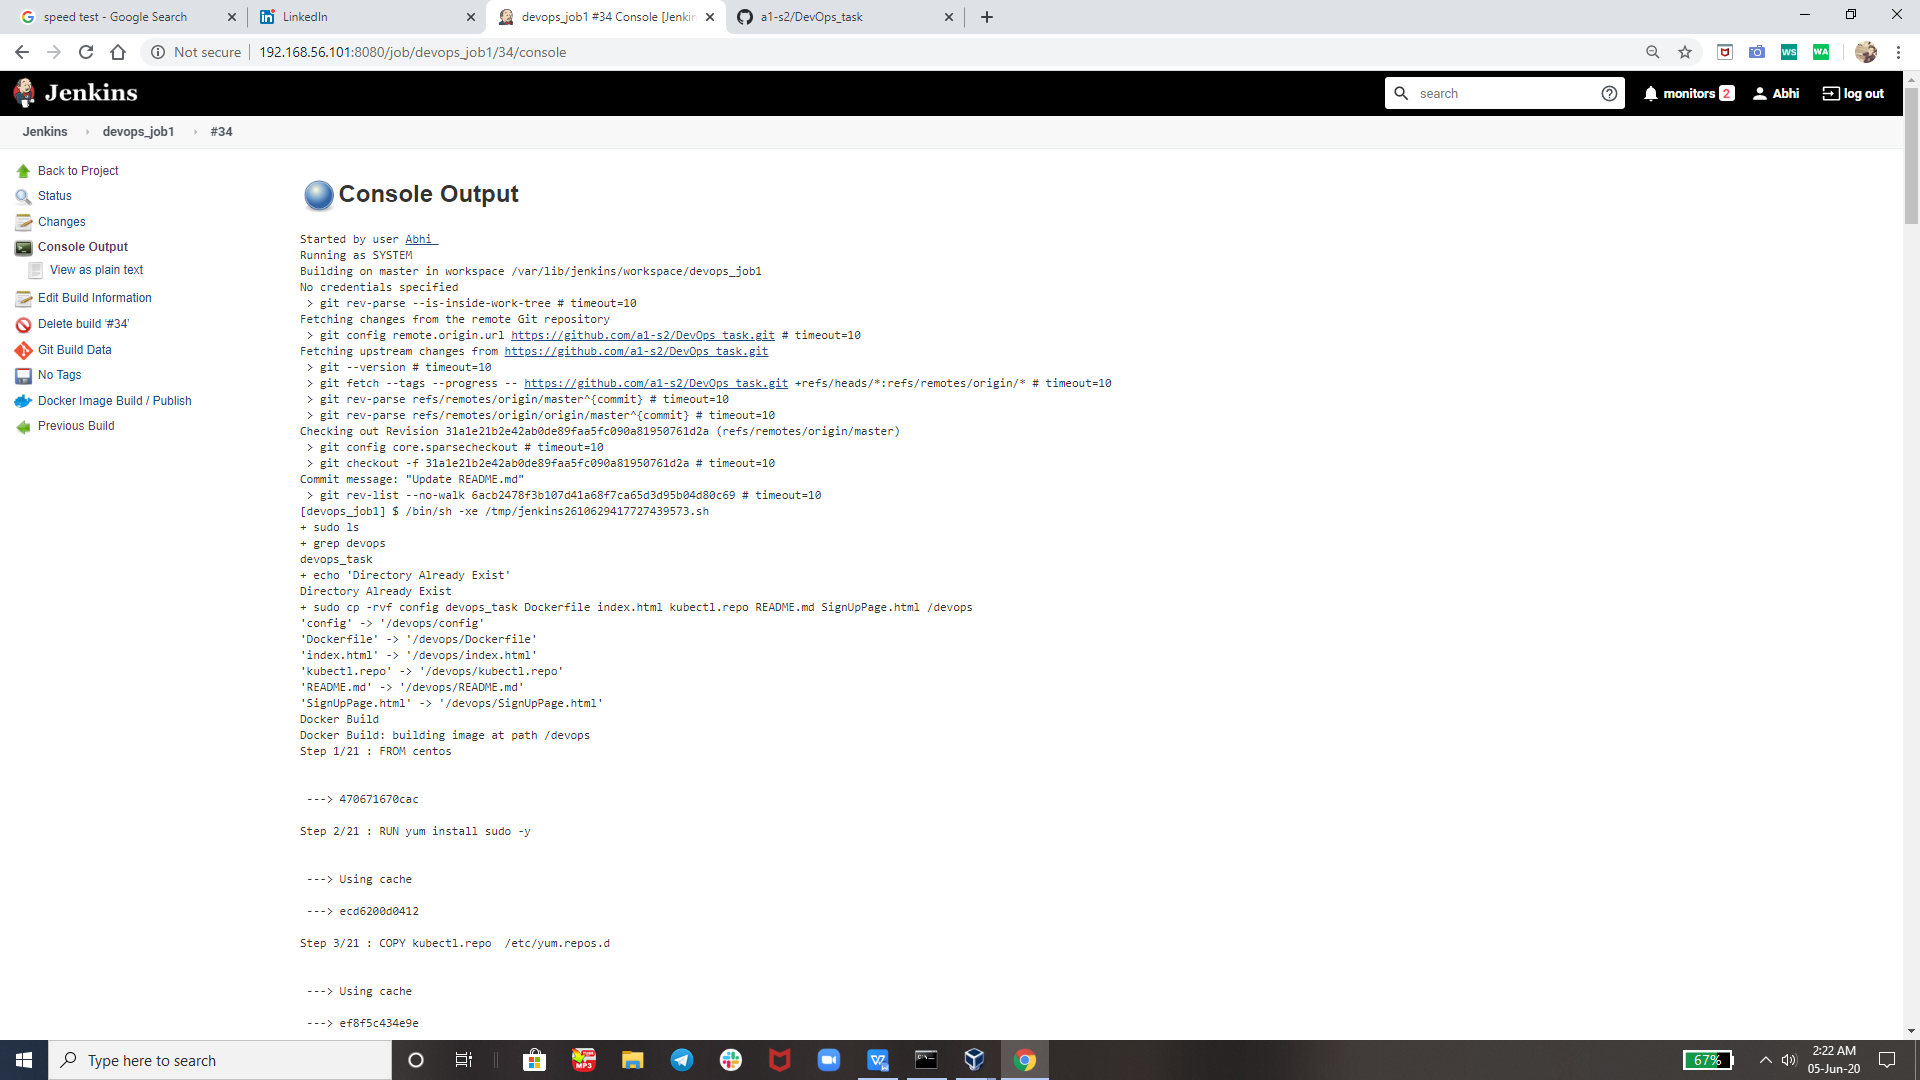 speed test - Google Search
LinkedIn
devops_job1 #34 Console [Jenkin
a1-s2/DevOps_task
Not secure
192.168.56.101:8080/job/devops_job1/34/console
WS
WA
Jenkins
search
monitors 2
Abhi
log out
Jenkins
devops_job1
#34
Back to Project
Status
Changes
Console Output
View as plain text
Edit Build Information
Delete build '#34'
Git Build Data
No Tags
Docker Image Build / Publish
Previous Build
Console Output
Started by user Abhi
Running as SYSTEM
Building on master in workspace /var/lib/jenkins/workspace/devops_job1
No credentials specified
> git rev-parse --is-inside-work-tree # timeout=10
Fetching changes from the remote Git repository
> git config remote.origin.url https://github.com/a1-s2/DevOps_task.git # timeout=10
Fetching upstream changes from https://github.com/a1-s2/DevOps_task.git
> git --version # timeout=10
> git fetch --tags --progress -- https://github.com/a1-s2/DevOps_task.git +refs/heads/*:refs/remotes/origin/* # timeout=10
> git rev-parse refs/remotes/origin/master^{commit} # timeout=10
> git rev-parse refs/remotes/origin/origin/master^{commit} # timeout=10
Checking out Revision 31a1e21b2e42ab0de89faa5fc090a81950761d2a (refs/remotes/origin/master)
> git config core.sparsecheckout # timeout=10
> git checkout -f 31a1e21b2e42ab0de89faa5fc090a81950761d2a # timeout=10
Commit message: "Update README.md"
> git rev-list --no-walk 6acb2478f3b107d41a68f7ca65d3d95b04d80c69 # timeout=10
[devops_job1] $ /bin/sh -xe /tmp/jenkins2610629417727439573.sh
+ sudo ls
+ grep devops
devops_task
+ echo 'Directory Already Exist'
Directory Already Exist
+ sudo cp -rvf config devops_task Dockerfile index.html kubectl.repo README.md SignUpPage.html /devops
'config' -> '/devops/config'
'Dockerfile' -> '/devops/Dockerfile'
'index.html' -> '/devops/index.html'
'kubectl.repo' -> '/devops/kubectl.repo'
'README.md' -> '/devops/README.md'
'SignUpPage.html' -> '/devops/SignUpPage.html'
Docker Build
Docker Build: building image at path /devops
Step 1/21 : FROM centos
---> 470671670cac
Step 2/21 : RUN yum install sudo -y
---> Using cache
---> ecd6200d0412
Step 3/21 : COPY kubectl.repo  /etc/yum.repos.d
---> Using cache
---> ef8f5c434e9e
Type here to search
MP3
67%
2:22 AM
05-Jun-20